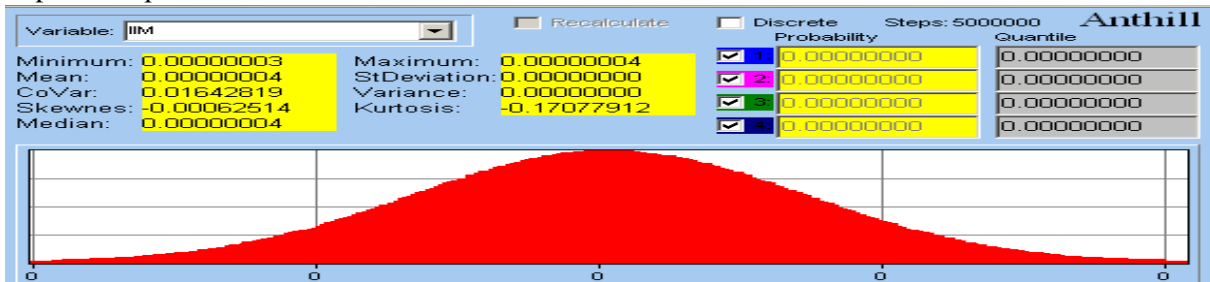 Variable: IIM Recalculate Discrete Steps: 5000000 Anthill
Probability Quantile
Minimum: 0.00000003 Maximum: 0.00000004 1: 0.00000000 0.00000000
Mean: 0.00000004 StDeviation: 0.00000000 2: 0.00000000 0.00000000
CoVar: 0.01642819 Variance: 0.00000000 3: 0.00000000 0.00000000
Skewnes: -0.00062514 Kurtosis: -0.17077912
Median: 0.00000004 4: 0.00000000 0.00000000
0 0 0 0 0